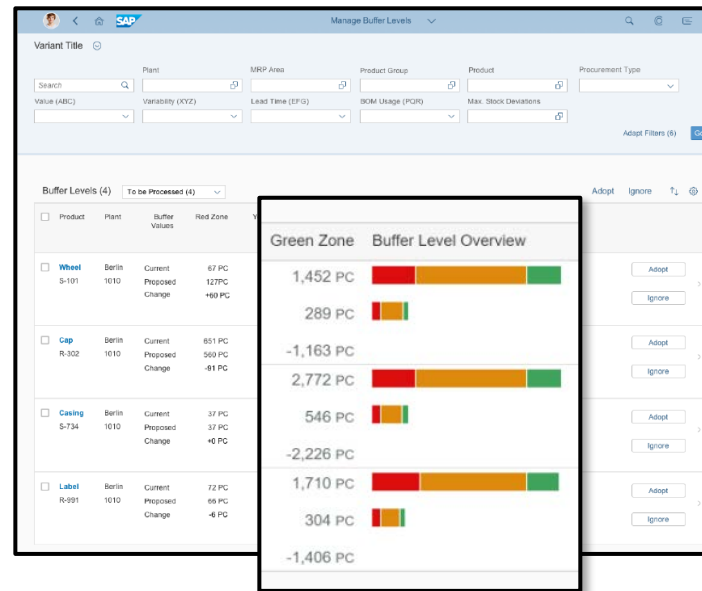 SAP
Manage Buffer Levels
Variant Title
Plant MRP Area Product Group Product Procurement Type
Search
Value (ABC) Variability (XYZ) Lead Time (EFG) BOM Usage (PQR) Max. Stock Deviations
Adapt Filters (6) Go
Buffer Levels (4) To be Processed (4) Adopt Ignore
Product Plant Buffer Values Red Zone Y
Wheel Berlin Current 67 PC Adopt
S-101 1010 Proposed 127PC
Change +60 PC Ignore
Cap Berlin Current 651 PC Adopt
R-302 1010 Proposed 560 PC
Change -91 PC Ignore
Casing Berlin Current 37 PC Adopt
S-734 1010 Proposed 37 PC
Change +0 PC Ignore
Label Berlin Current 72 PC Adopt
R-991 1010 Proposed 66 PC
Change -6 PC Ignore
Green Zone Buffer Level Overview
1,452 PC
289 PC
-1,163 PC
2,772 PC
546 PC
-2,226 PC
1,710 PC
304 PC
-1,406 PC